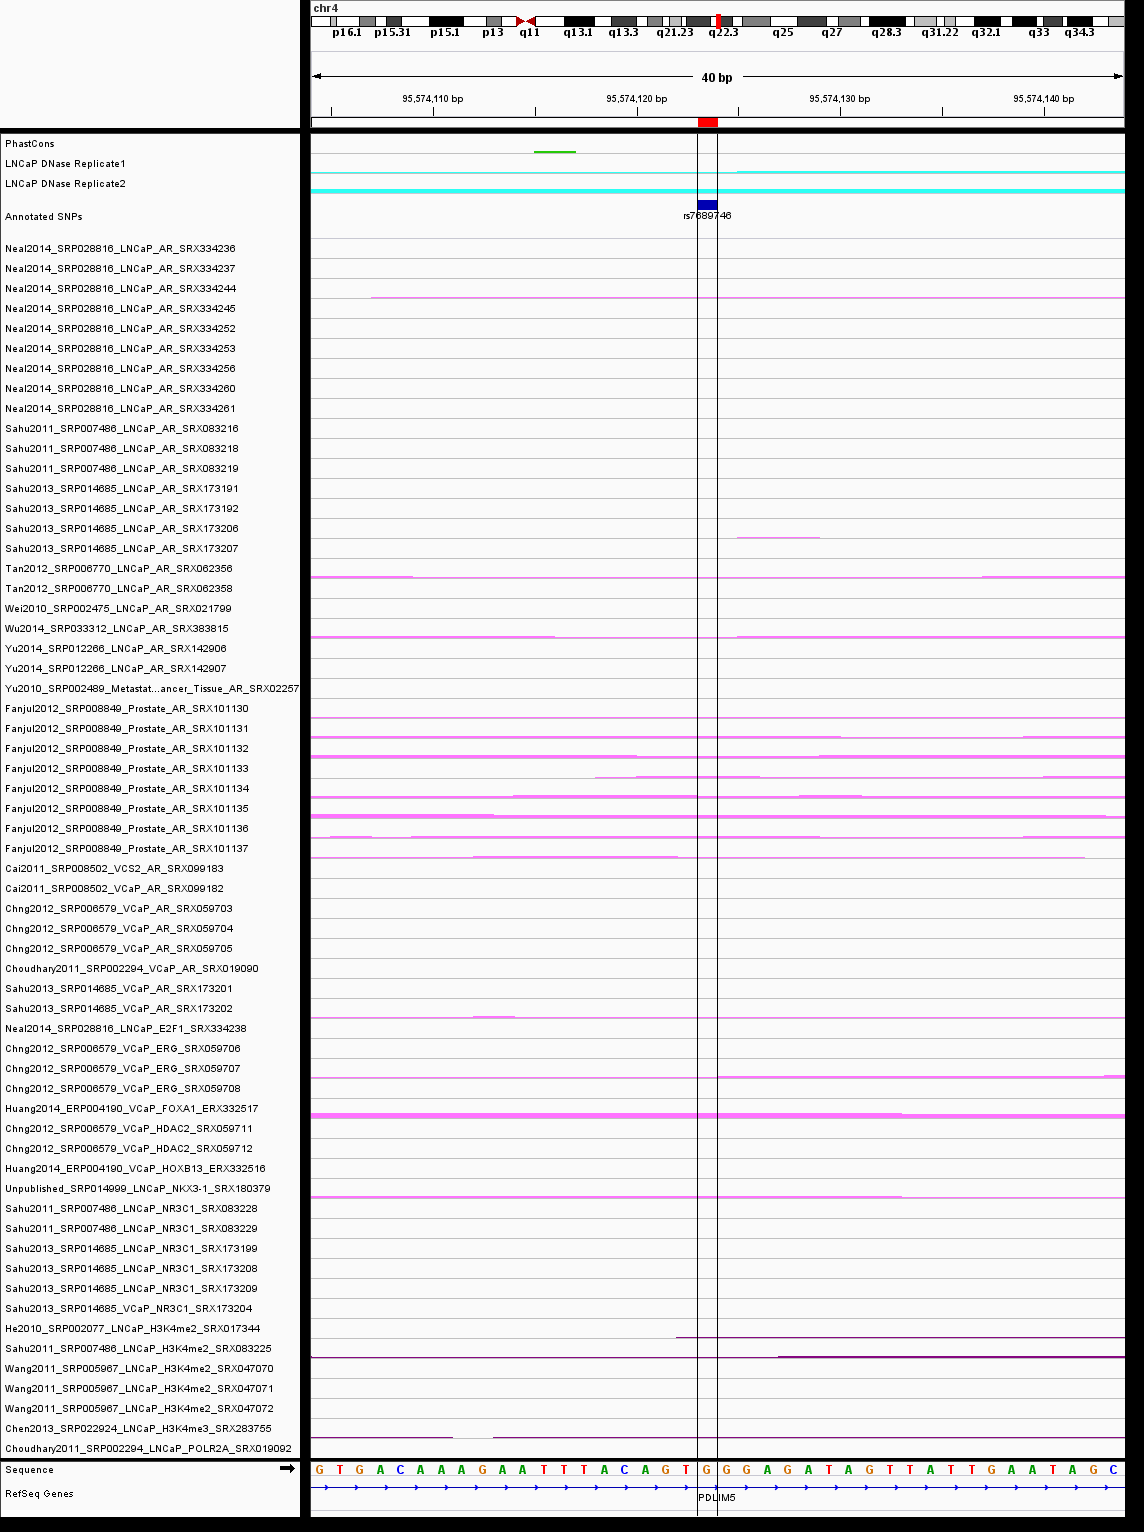 chr4
p16.1 p15.31 p15.1 p13 q11 q13.1 q13.3 q21.23 q22.3 q25 q27 q28.3 q31.22 q32.1 q33 q34.3
40 bp
95,574,110 bp 95,574,120 bp 95,574,130 bp 95,574,140 bp
PhastCons
LNCaP DNase Replicate1
LNCaP DNase Replicate2
Annotated SNPs
rs7689746
Neal2014_SRP028816_LNCaP_AR_SRX334236
Neal2014_SRP028816_LNCaP_AR_SRX334237
Neal2014_SRP028816_LNCaP_AR_SRX334244
Neal2014_SRP028816_LNCaP_AR_SRX334245
Neal2014_SRP028816_LNCaP_AR_SRX334252
Neal2014_SRP028816_LNCaP_AR_SRX334253
Neal2014_SRP028816_LNCaP_AR_SRX334256
Neal2014_SRP028816_LNCaP_AR_SRX334260
Neal2014_SRP028816_LNCaP_AR_SRX334261
Sahu2011_SRP007486_LNCaP_AR_SRX083216
Sahu2011_SRP007486_LNCaP_AR_SRX083218
Sahu2011_SRP007486_LNCaP_AR_SRX083219
Sahu2013_SRP014685_LNCaP_AR_SRX173191
Sahu2013_SRP014685_LNCaP_AR_SRX173192
Sahu2013_SRP014685_LNCaP_AR_SRX173206
Sahu2013_SRP014685_LNCaP_AR_SRX173207
Tan2012_SRP006770_LNCaP_AR_SRX062356
Tan2012_SRP006770_LNCaP_AR_SRX062358
Wei2010_SRP002475_LNCaP_AR_SRX021799
Wu2014_SRP033312_LNCaP_AR_SRX383815
Yu2014_SRP012266_LNCaP_AR_SRX142906
Yu2014_SRP012266_LNCaP_AR_SRX142907
Yu2010_SRP002489_Metastat...ancer_Tissue_AR_SRX02257
Fanjul2012_SRP008849_Prostate_AR_SRX101130
Fanjul2012_SRP008849_Prostate_AR_SRX101131
Fanjul2012_SRP008849_Prostate_AR_SRX101132
Fanjul2012_SRP008849_Prostate_AR_SRX101133
Fanjul2012_SRP008849_Prostate_AR_SRX101134
Fanjul2012_SRP008849_Prostate_AR_SRX101135
Fanjul2012_SRP008849_Prostate_AR_SRX101136
Fanjul2012_SRP008849_Prostate_AR_SRX101137
Cai2011_SRP008502_VCS2_AR_SRX099183
Cai2011_SRP008502_VCaP_AR_SRX099182
Chng2012_SRP006579_VCaP_AR_SRX059703
Chng2012_SRP006579_VCaP_AR_SRX059704
Chng2012_SRP006579_VCaP_AR_SRX059705
Choudhary2011_SRP002294_VCaP_AR_SRX019090
Sahu2013_SRP014685_VCaP_AR_SRX173201
Sahu2013_SRP014685_VCaP_AR_SRX173202
Neal2014_SRP028816_LNCaP_E2F1_SRX334238
Chng2012_SRP006579_VCaP_ERG_SRX059706
Chng2012_SRP006579_VCaP_ERG_SRX059707
Chng2012_SRP006579_VCaP_ERG_SRX059708
Huang2014_ERP004190_VCaP_FOXA1_ERX332517
Chng2012_SRP006579_VCaP_HDAC2_SRX059711
Chng2012_SRP006579_VCaP_HDAC2_SRX059712
Huang2014_ERP004190_VCaP_HOXB13_ERX332516
Unpublished_SRP014999_LNCaP_NKX3-1_SRX180379
Sahu2011_SRP007486_LNCaP_NR3C1_SRX083228
Sahu2011_SRP007486_LNCaP_NR3C1_SRX083229
Sahu2013_SRP014685_LNCaP_NR3C1_SRX173199
Sahu2013_SRP014685_LNCaP_NR3C1_SRX173208
Sahu2013_SRP014685_LNCaP_NR3C1_SRX173209
Sahu2013_SRP014685_VCaP_NR3C1_SRX173204
He2010_SRP002077_LNCaP_H3K4me2_SRX017344
Sahu2011_SRP007486_LNCaP_H3K4me2_SRX083225
Wang2011_SRP005967_LNCaP_H3K4me2_SRX047070
Wang2011_SRP005967_LNCaP_H3K4me2_SRX047071
Wang2011_SRP005967_LNCaP_H3K4me2_SRX047072
Chen2013_SRP022924_LNCaP_H3K4me3_SRX283755
Choudhary2011_SRP002294_LNCaP_POLR2A_SRX019092
Sequence G T G A C A A A G A A T T T A C A G T G G G A G A T A G T T A T T G A A T A G C
RefSeq Genes
PDLIM5